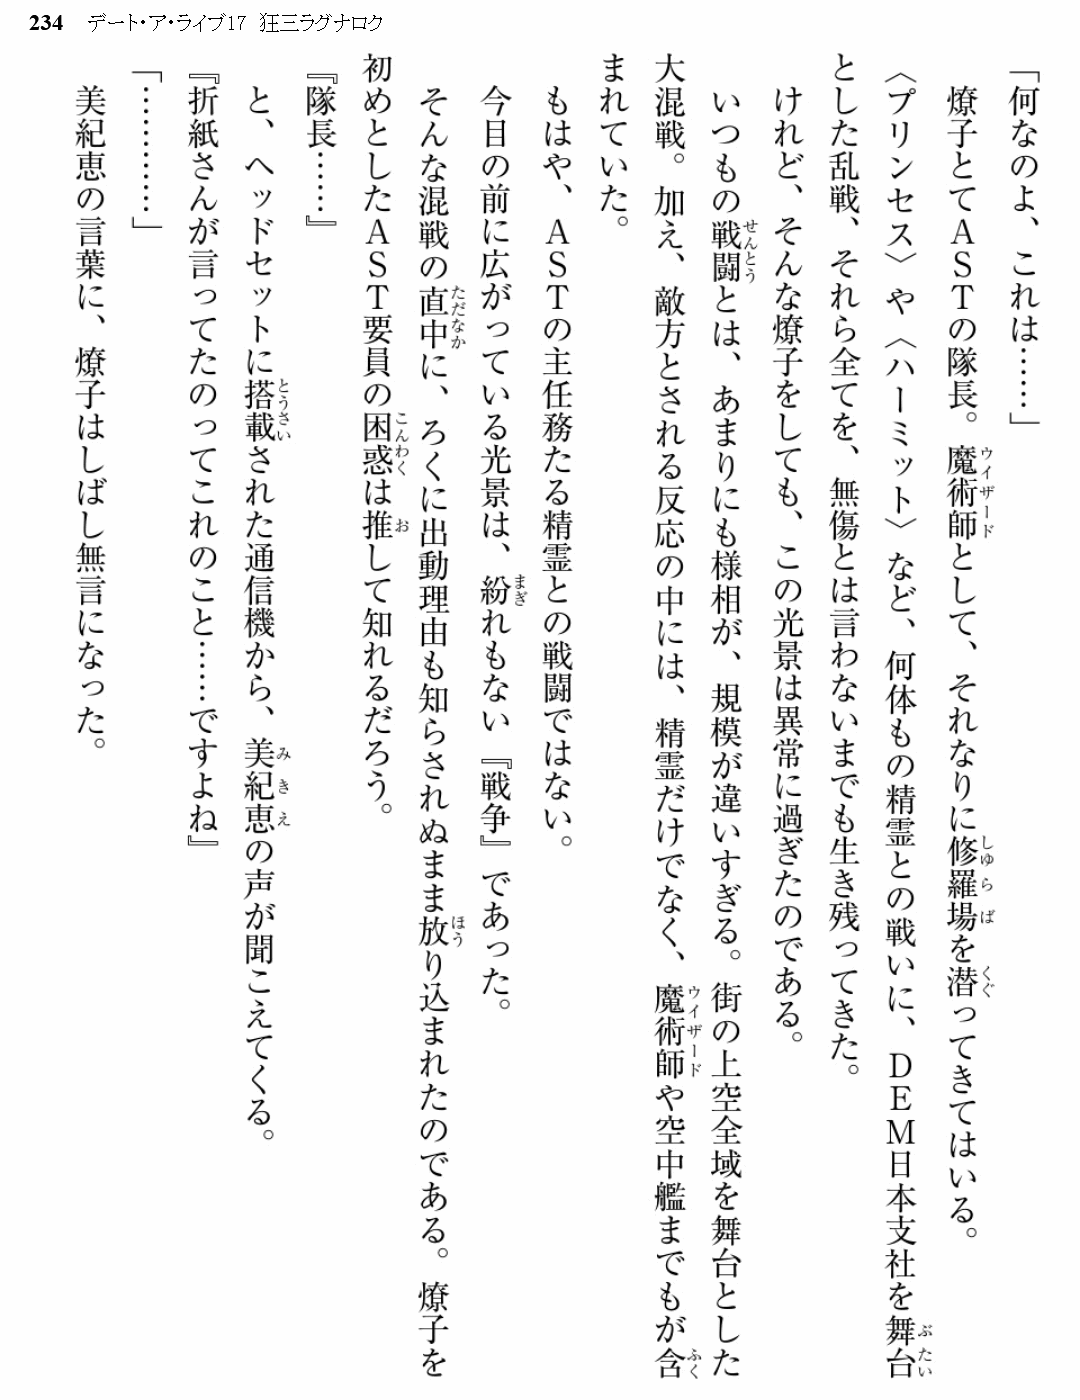 234 デート・ア・ライブ17 狂三ラグナロク
「何なのよ、これは……」
燎子とてＡＳＴの隊長。魔術師として、それなりに修羅場を潜ってきてはいる。
〈プリンセス〉や〈ハーミット〉など、何体もの精霊との戦いに、ＤＥＭ日本支社を舞台
とした乱戦、それら全てを、無傷とは言わないまでも生き残ってきた。
けれど、そんな燎子をしても、この光景は異常に過ぎたのである。
いつもの戦闘とは、あまりにも様相が、規模が違いすぎる。街の上空全域を舞台とした
大混戦。加え、敵方とされる反応の中には、精霊だけでなく、魔術師や空中艦までもが含
まれていた。
もはや、ＡＳＴの主任務たる精霊との戦闘ではない。
今目の前に広がっている光景は、紛れもない『戦争』であった。
そんな混戦の直中に、ろくに出動理由も知らされぬまま放り込まれたのである。燎子を
初めとしたＡＳＴ要員の困惑は推して知れるだろう。
『隊長……』
と、ヘッドセットに搭載された通信機から、美紀恵の声が聞こえてくる。
『折紙さんが言ってたのってこれのこと……ですよね』
「…………」
美紀恵の言葉に、燎子はしばし無言になった。